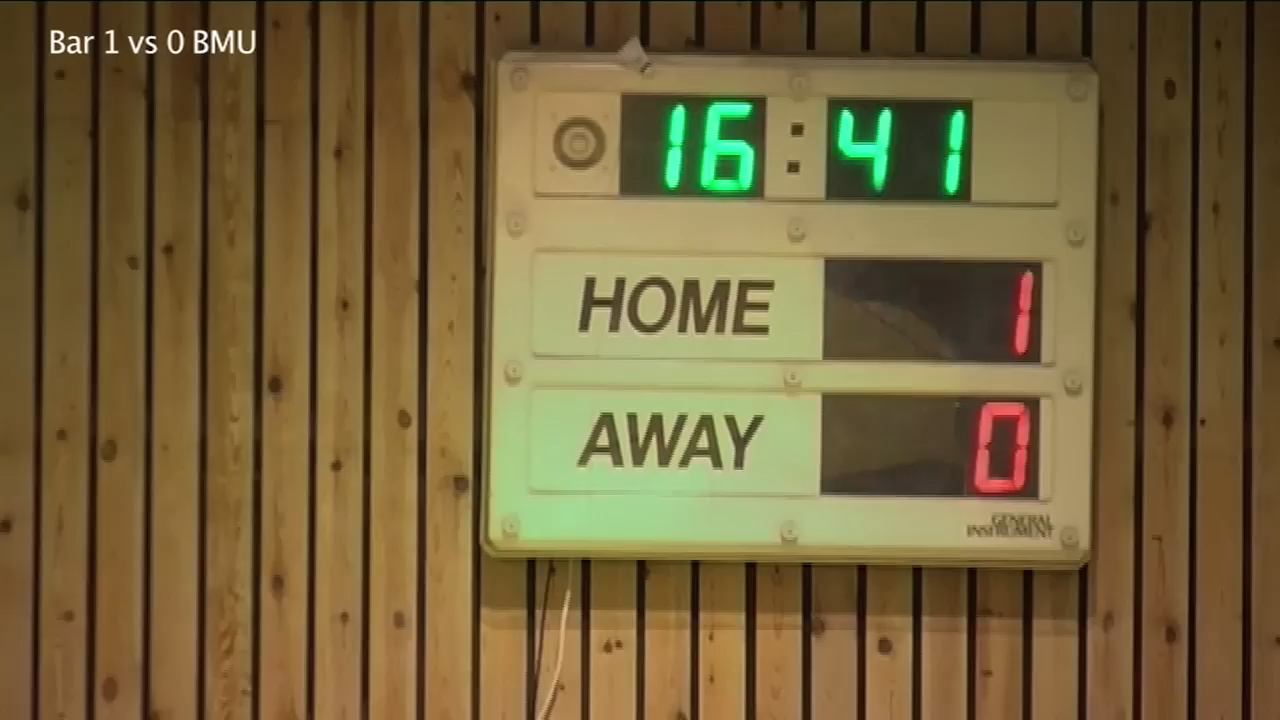 Bar 1 vs 0 BMU
16:41
HOME 1
AWAY 0
GENERAL
INSTRUMENT